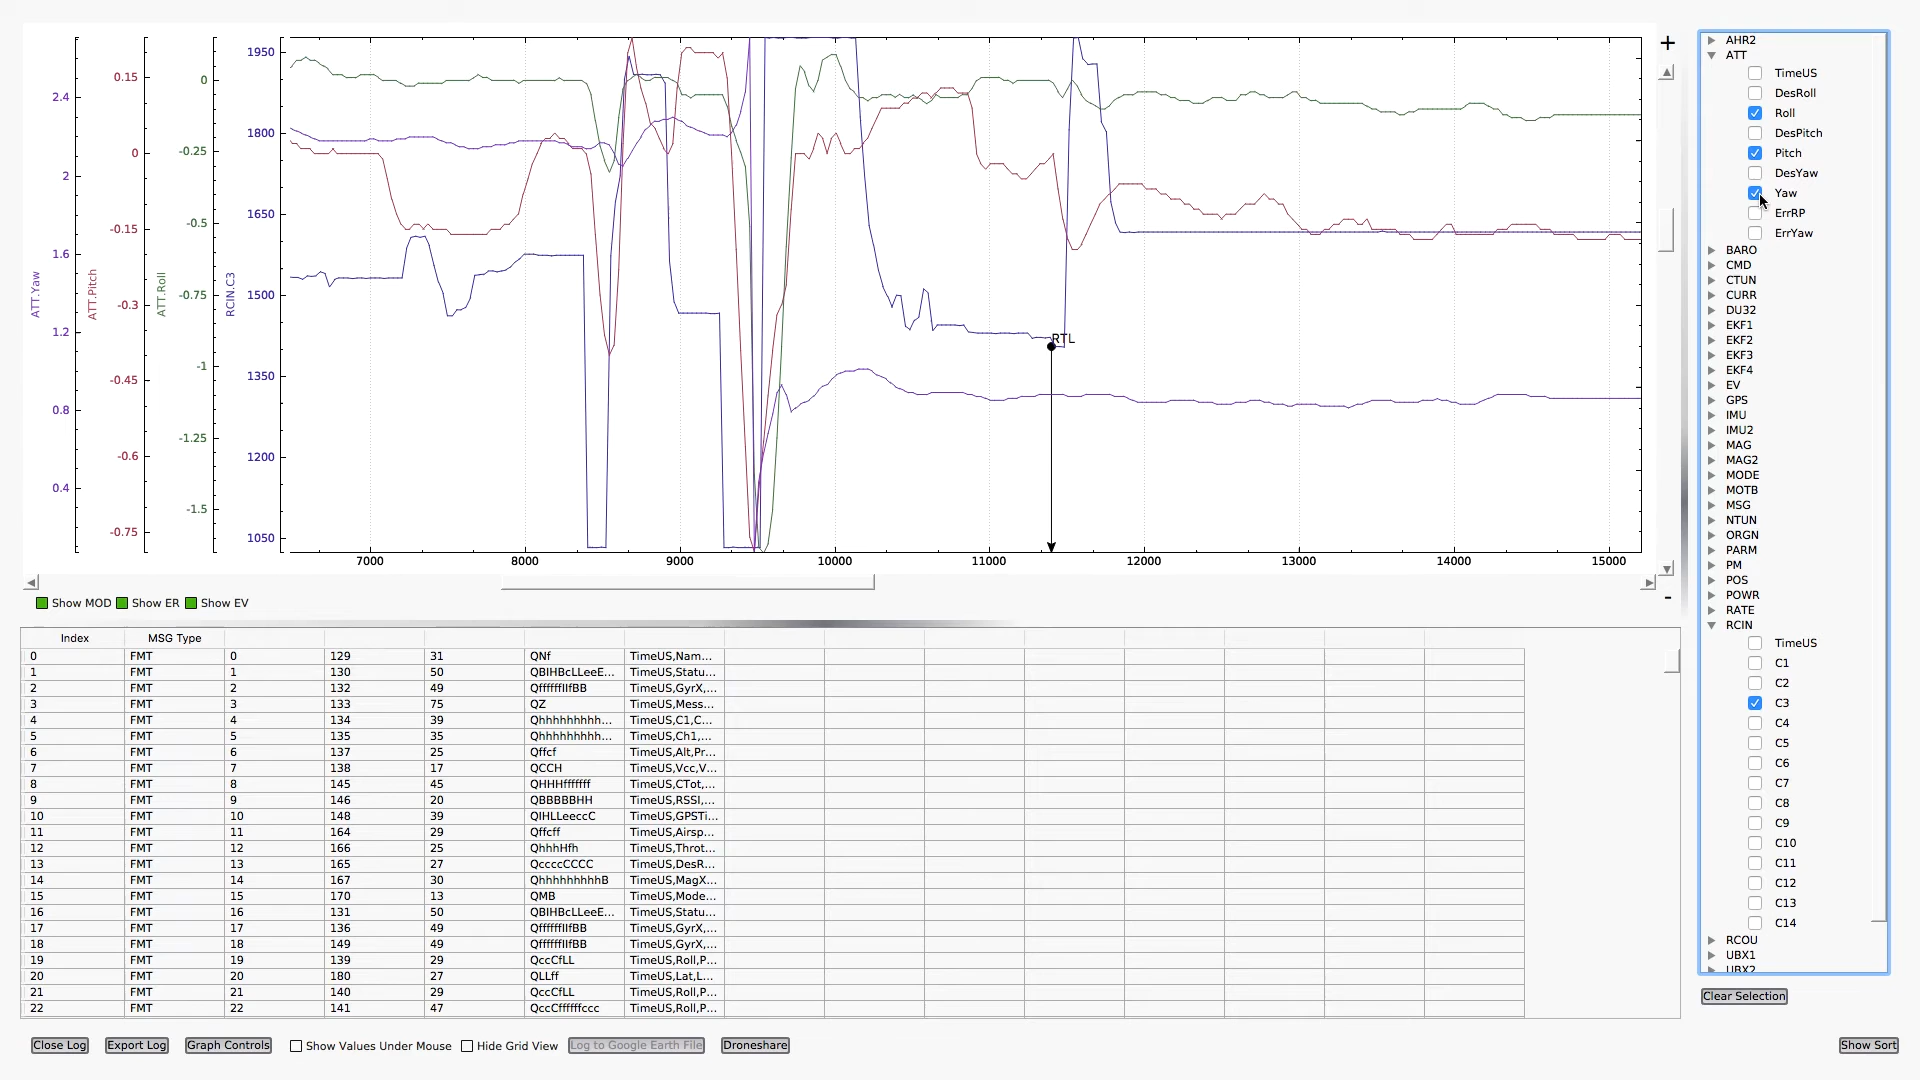 1950
1800
1650
1500
1350
1200
1050
0
-0.25
-0.5
-0.75
-1
-1.25
-1.5
0.15
0
-0.15
-0.3
-0.45
-0.6
-0.75
2.4
2
1.6
1.2
0.8
0.4
ATT.Yaw
ATT.Pitch
ATT.Roll
RCIN.C3
RTL
7000 8000 9000 10000 11000 12000 13000 14000 15000
+
-
Show MOD Show ER Show EV
Index MSG Type
0 FMT 0 129 31 QNf TimeUS,Nam...
1 FMT 1 130 50 QBIHBcLLeeE... TimeUS,Statu...
2 FMT 2 132 49 QffffffIIfBB TimeUS,GyrX,...
3 FMT 3 133 75 QZ TimeUS,Mess...
4 FMT 4 134 39 Qhhhhhhhhh... TimeUS,C1,C...
5 FMT 5 135 35 Qhhhhhhhhh... TimeUS,Ch1,...
6 FMT 6 137 25 Qffcf TimeUS,Alt,Pr...
7 FMT 7 138 17 QCCH TimeUS,Vcc,V...
8 FMT 8 145 45 QHHHfffffff TimeUS,CTot,...
9 FMT 9 146 20 QBBBBBHH TimeUS,RSSI,...
10 FMT 10 148 39 QIHLLeeccC TimeUS,GPSTi...
11 FMT 11 164 29 Qffcff TimeUS,Airsp...
12 FMT 12 166 25 QhhhHfh TimeUS,Throt...
13 FMT 13 165 27 QccccCCCC TimeUS,DesR...
14 FMT 14 167 30 QhhhhhhhhhB TimeUS,MagX...
15 FMT 15 170 13 QMB TimeUS,Mode...
16 FMT 16 131 50 QBIHBcLLeeE... TimeUS,Statu...
17 FMT 17 136 49 QffffffIIfBB TimeUS,GyrX,...
18 FMT 18 149 49 QffffffIIfBB TimeUS,GyrX,...
19 FMT 19 139 29 QccCfLL TimeUS,Roll,P...
20 FMT 20 180 27 QLLff TimeUS,Lat,L...
21 FMT 21 140 29 QccCfLL TimeUS,Roll,P...
22 FMT 22 141 47 QccCffffffccc TimeUS,Roll,P...
Close Log Export Log Graph Controls Show Values Under Mouse Hide Grid View Log to Google Earth File Droneshare
AHR2
ATT
TimeUS
DesRoll
Roll
DesPitch
Pitch
DesYaw
Yaw
ErrRP
ErrYaw
BARO
CMD
CTUN
CURR
DU32
EKF1
EKF2
EKF3
EKF4
EV
GPS
IMU
IMU2
MAG
MAG2
MODE
MOTB
MSG
NTUN
ORGN
PARM
PM
POS
POWR
RATE
RCIN
TimeUS
C1
C2
C3
C4
C5
C6
C7
C8
C9
C10
C11
C12
C13
C14
RCOU
UBX1
UBX2
Clear Selection
Show Sort